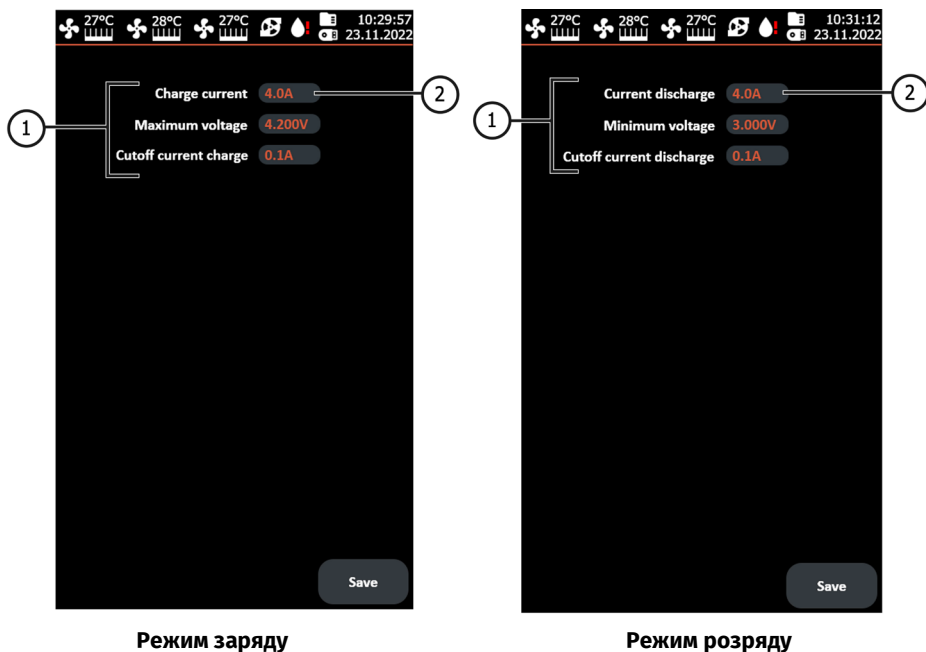 27°C 28°C 27°C 10:29:57
23.11.2022
Charge current 4.0A
Maximum voltage 4.200V
Cutoff current charge 0.1A
1
2
Save
Режим заряду
27°C 28°C 27°C 10:31:12
23.11.2022
Current discharge 4.0A
Minimum voltage 3.000V
Cutoff current discharge 0.1A
1
2
Save
Режим розряду